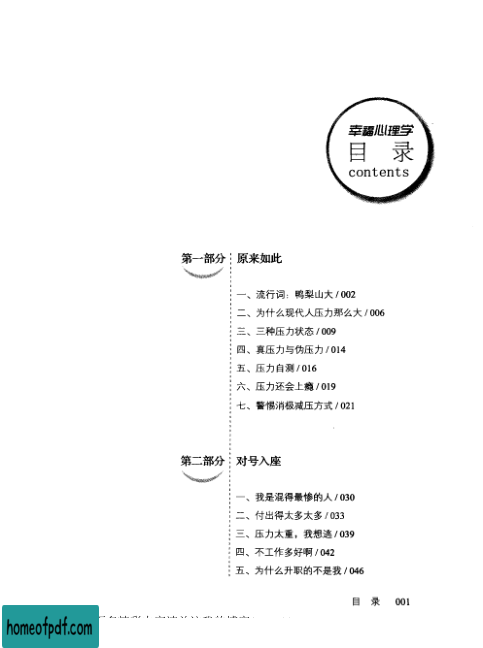 幸福心理学
目 录
contents
第一部分 原来如此
一、流行词：鸭梨山大 / 002
二、为什么现代人压力那么大 / 006
三、三种压力状态 / 009
四、真压力与伪压力 / 014
五、压力自测 / 016
六、压力还会上瘾 / 019
七、警惕消极减压方式 / 021
第二部分 对号入座
一、我是混得最惨的人 / 030
二、付出得太多太多 / 033
三、压力太重，我想逃 / 039
四、不工作多好啊 / 042
五、为什么升职的不是我 / 046
目 录 001
homeofpdf.com